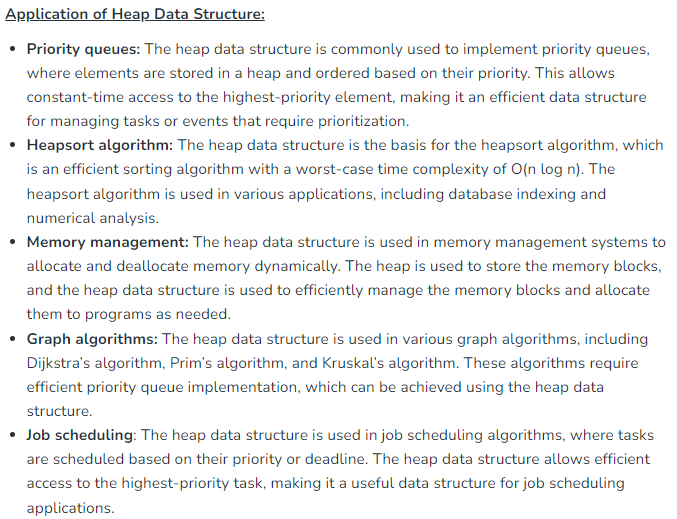 Application of Heap Data Structure:
• Priority queues: The heap data structure is commonly used to implement priority queues,
where elements are stored in a heap and ordered based on their priority. This allows
constant-time access to the highest-priority element, making it an efficient data structure
for managing tasks or events that require prioritization.
• Heapsort algorithm: The heap data structure is the basis for the heapsort algorithm, which
is an efficient sorting algorithm with a worst-case time complexity of O(n log n). The
heapsort algorithm is used in various applications, including database indexing and
numerical analysis.
• Memory management: The heap data structure is used in memory management systems to
allocate and deallocate memory dynamically. The heap is used to store the memory blocks,
and the heap data structure is used to efficiently manage the memory blocks and allocate
them to programs as needed.
• Graph algorithms: The heap data structure is used in various graph algorithms, including
Dijkstra's algorithm, Prim's algorithm, and Kruskal's algorithm. These algorithms require
efficient priority queue implementation, which can be achieved using the heap data
structure.
• Job scheduling: The heap data structure is used in job scheduling algorithms, where tasks
are scheduled based on their priority or deadline. The heap data structure allows efficient
access to the highest-priority task, making it a useful data structure for job scheduling
applications.